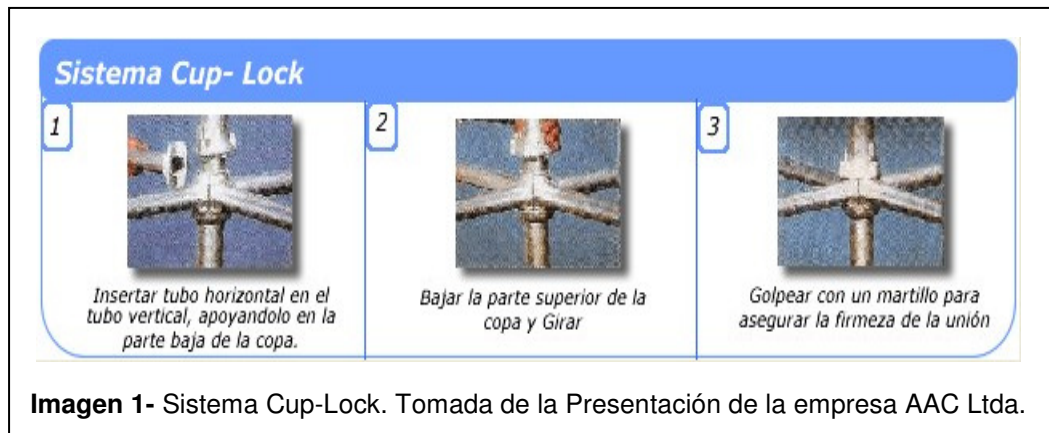 Sistema Cup- Lock
1
Insertar tubo horizontal en el
tubo vertical, apoyandolo en la
parte baja de la copa.
2
Bajar la parte superior de la
copa y Girar
3
Golpear con un martillo para
asegurar la firmeza de la unión
Imagen 1- Sistema Cup-Lock. Tomada de la Presentación de la empresa AAC Ltda.